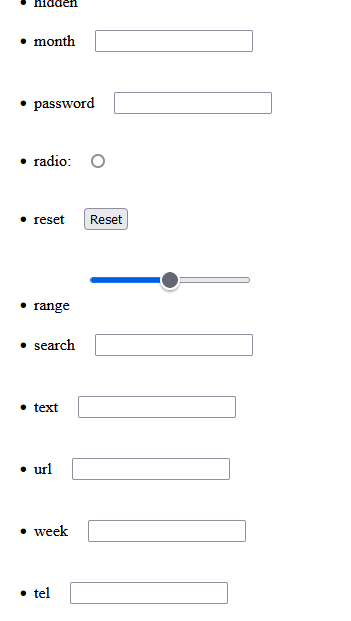 hidden
month
password
radio:
reset Reset
range
search
text
url
week
tel